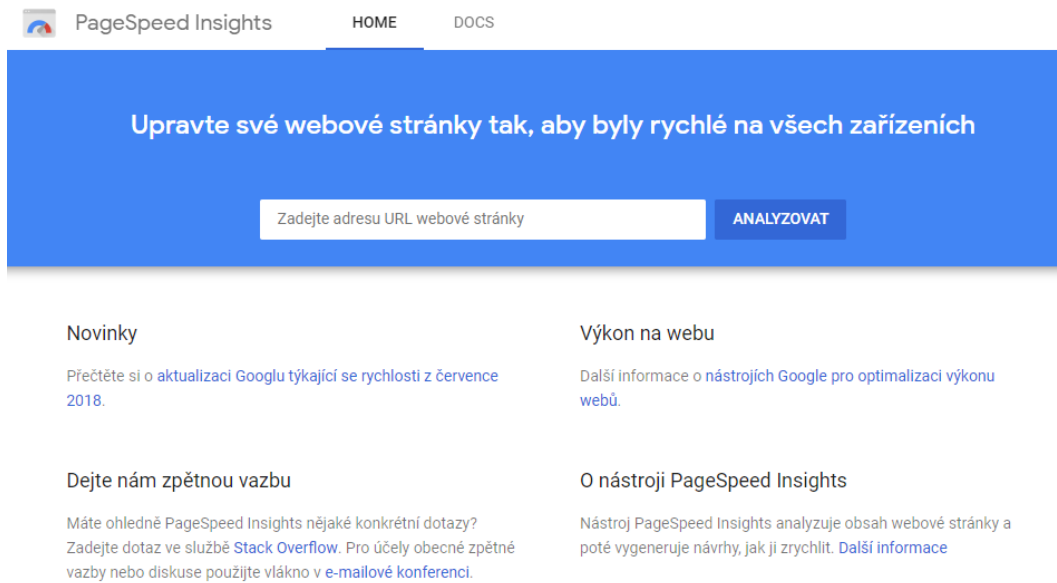 PageSpeed Insights HOME DOCS
Upravte své webové stránky tak, aby byly rychlé na všech zařízeních
Zadejte adresu URL webové stránky ANALYZOVAT
Novinky
Přečtěte si o aktualizaci Googlu týkající se rychlosti z července
2018.
Výkon na webu
Další informace o nástrojích Google pro optimalizaci výkonu
webů.
Dejte nám zpětnou vazbu
Máte ohledně PageSpeed Insights nějaké konkrétní dotazy?
Zadejte dotaz ve službě Stack Overflow. Pro účely obecné zpětné
vazby nebo diskuse použijte vlákno v e-mailové konferenci.
O nástroji PageSpeed Insights
Nástroj PageSpeed Insights analyzuje obsah webové stránky a
poté vygeneruje návrhy, jak ji zrychlit. Další informace